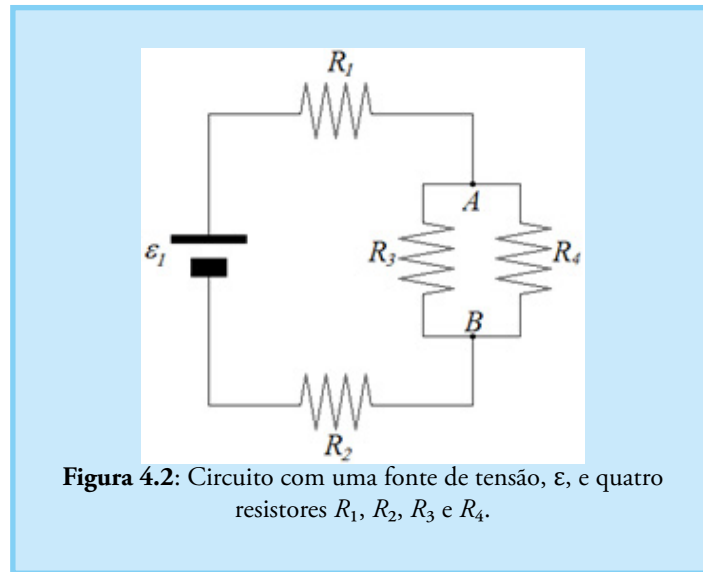 R₁
A
ε₁
R₃
R₄
B
R₂
Figura 4.2: Circuito com uma fonte de tensão, ε, e quatro
resistores R₁, R₂, R₃ e R₄.